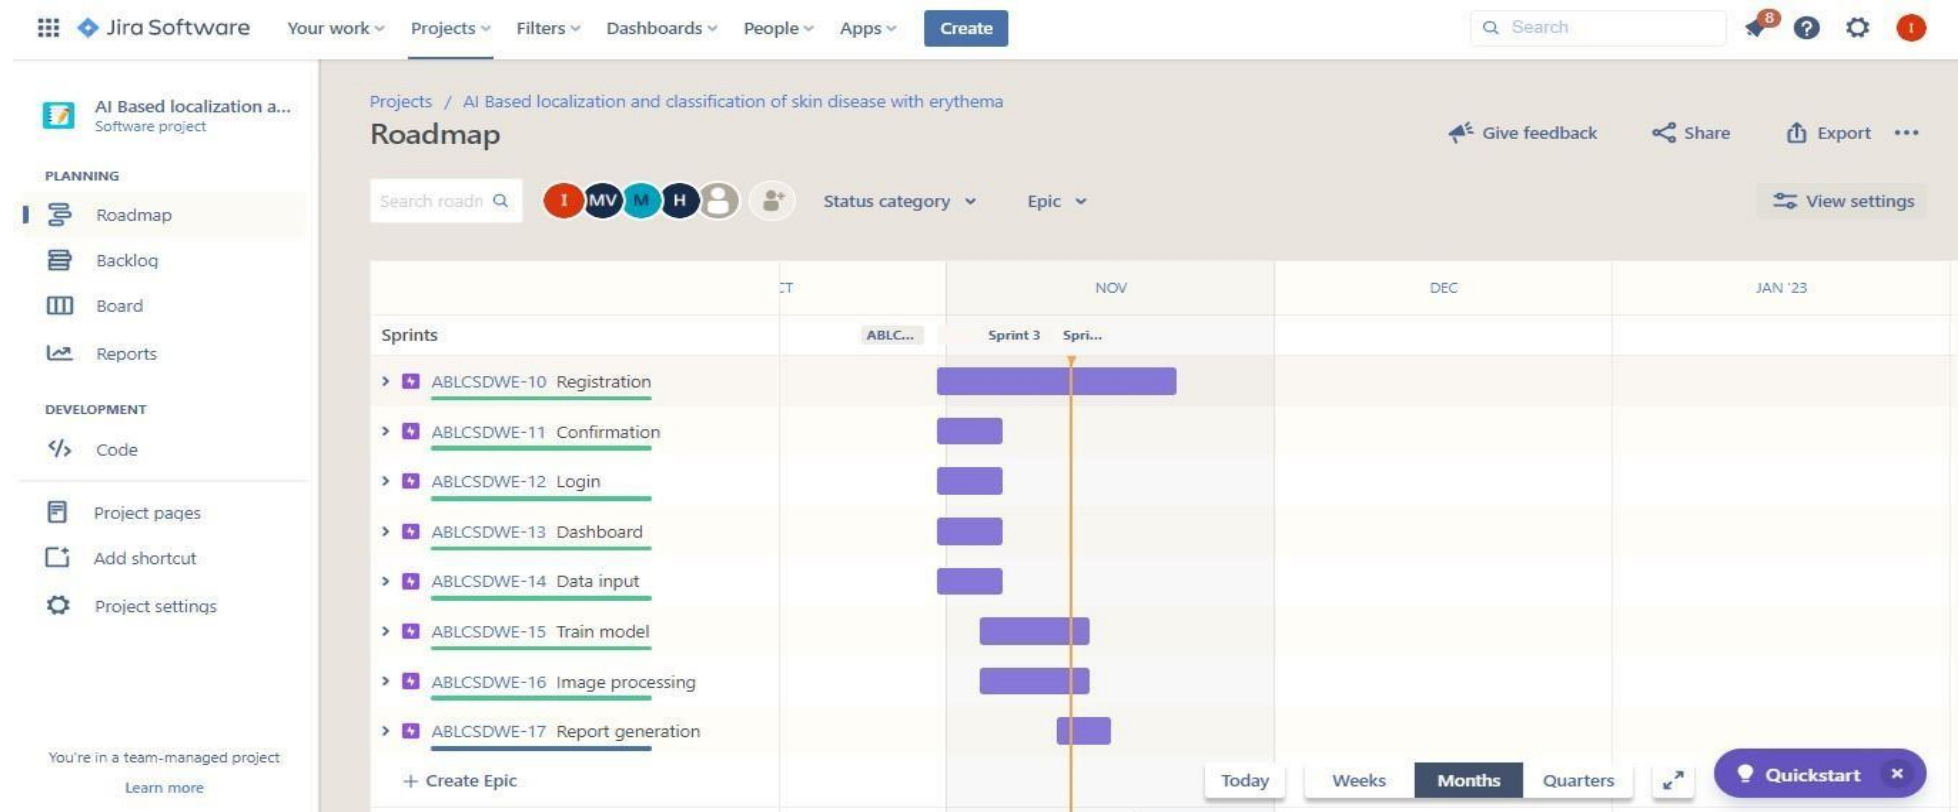 Jira Software Your work Projects Filters Dashboards People Apps Create Search 8 ? I
AI Based localization a...
Software project
PLANNING
Roadmap
Backlog
Board
Reports
DEVELOPMENT
</> Code
Project pages
Add shortcut
Project settings
You're in a team-managed project
Learn more
Projects / AI Based localization and classification of skin disease with erythema
Roadmap
Give feedback Share Export
Search roadn I MV M H Status category Epic View settings
CT NOV DEC JAN '23
Sprints ABLC... Sprint 3 Spri...
ABLCSDWE-10 Registration
ABLCSDWE-11 Confirmation
ABLCSDWE-12 Login
ABLCSDWE-13 Dashboard
ABLCSDWE-14 Data input
ABLCSDWE-15 Train model
ABLCSDWE-16 Image processing
ABLCSDWE-17 Report generation
+ Create Epic
Today Weeks Months Quarters Quickstart ×